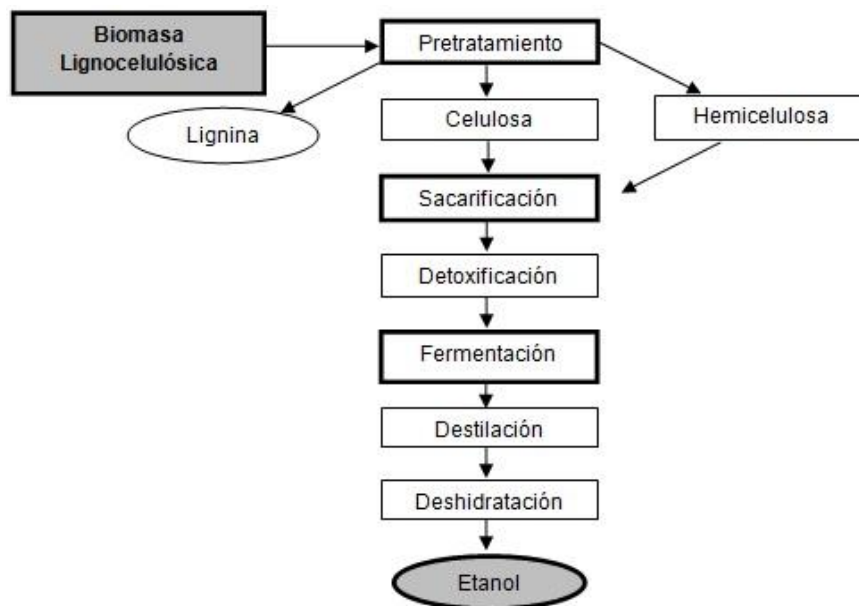 Biomasa
Lignocelulósica
Pretratamiento
Lignina
Celulosa
Hemicelulosa
Sacarificación
Detoxificación
Fermentación
Destilación
Deshidratación
Etanol